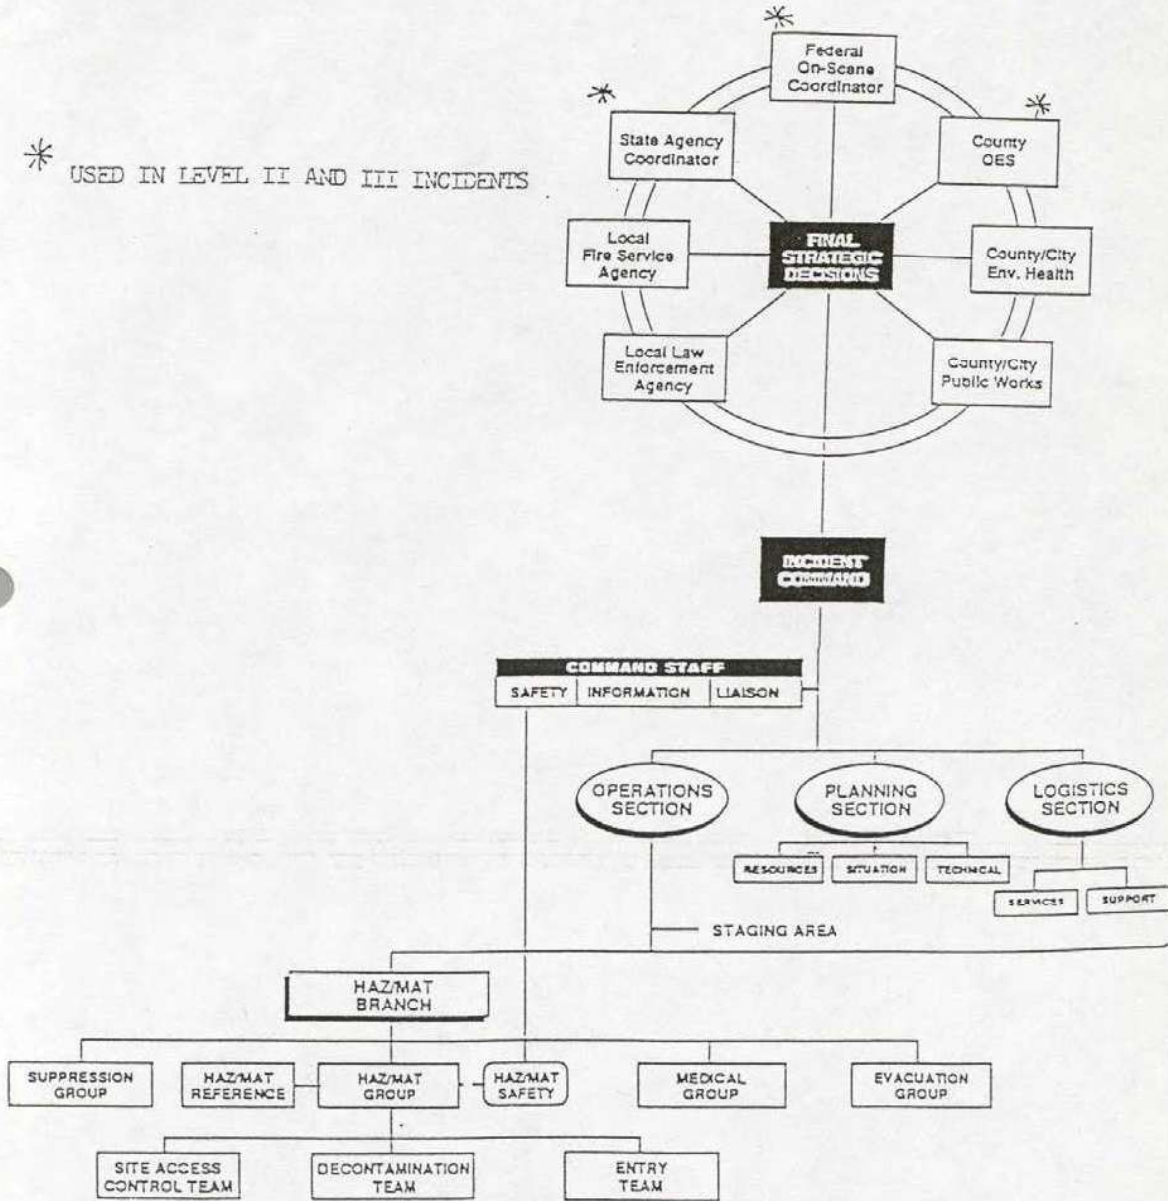 *
Federal
On-Scene
Coordinator
*
State Agency
Coordinator
*
County
OES
* USED IN LEVEL II AND III INCIDENTS
Local
Fire Service
Agency
FINAL
STRATEGIC
DECISIONS
County/City
Env. Health
Local Law
Enforcement
Agency
County/City
Public Works
INCIDENT
COMMAND
COMMAND STAFF
SAFETY INFORMATION LIAISON
OPERATIONS
SECTION
PLANNING
SECTION
LOGISTICS
SECTION
RESOURCES
SITUATION
TECHNICAL
SERVICES
SUPPORT
STAGING AREA
HAZ/MAT
BRANCH
SUPPRESSION
GROUP
HAZ/MAT
REFERENCE
HAZ/MAT
GROUP
HAZ/MAT
SAFETY
MEDICAL
GROUP
EVACUATION
GROUP
SITE ACCESS
CONTROL TEAM
DECONTAMINATION
TEAM
ENTRY
TEAM